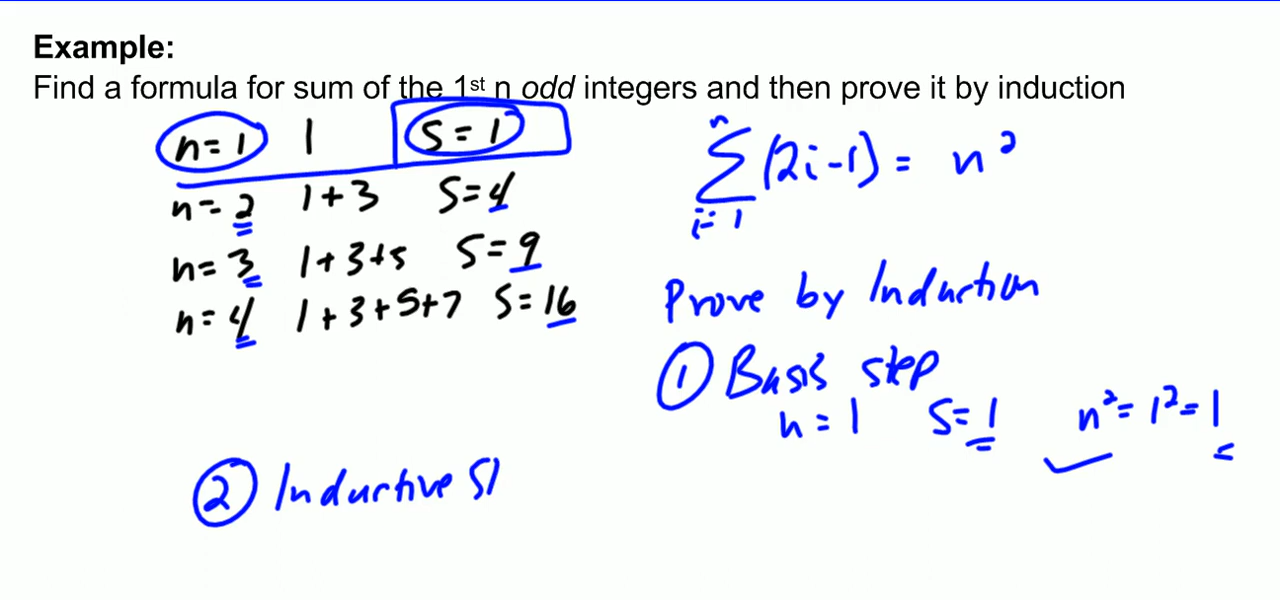 Example:
Find a formula for sum of the 1st n odd integers and then prove it by induction
n=1 1 S=1
n=2 1+3 S=4
n=3 1+3+5 S=9
n=4 1+3+5+7 S=16
n
∑(2i-1) = n²
i=1
Prove by Induction
① Basis step
n=1 S=1 n²=1²=1
② Inductive St